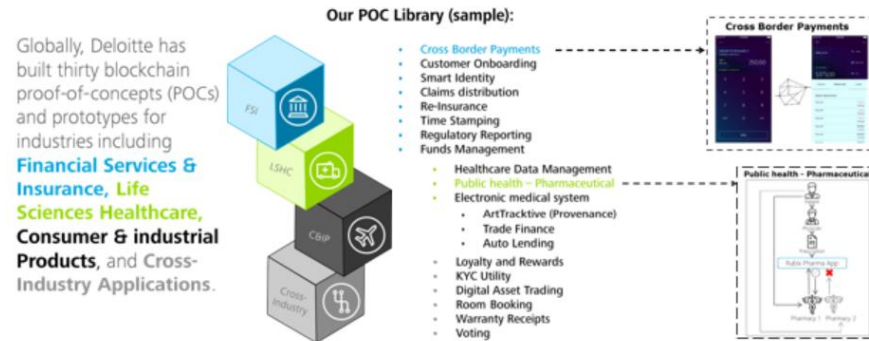 Our POC Library (sample):
Globally, Deloitte has
built thirty blockchain
proof-of-concepts (POCs)
and prototypes for
industries including
Financial Services &
Insurance, Life
Sciences Healthcare,
Consumer & industrial
Products, and Cross-
Industry Applications.
FSI
LSHC
C&IP
Cross-
Industry
Cross Border Payments
Customer Onboarding
Smart Identity
Claims distribution
Re-Insurance
Time Stamping
Regulatory Reporting
Funds Management
Healthcare Data Management
Public health – Pharmaceutical
Electronic medical system
ArtTracktive (Provenance)
Trade Finance
Auto Lending
Loyalty and Rewards
KYC Utility
Digital Asset Trading
Room Booking
Warranty Receipts
Voting
Cross Border Payments
Public health - Pharmaceutical
Rubix Pharma App
Pharmacy 1
Pharmacy 2